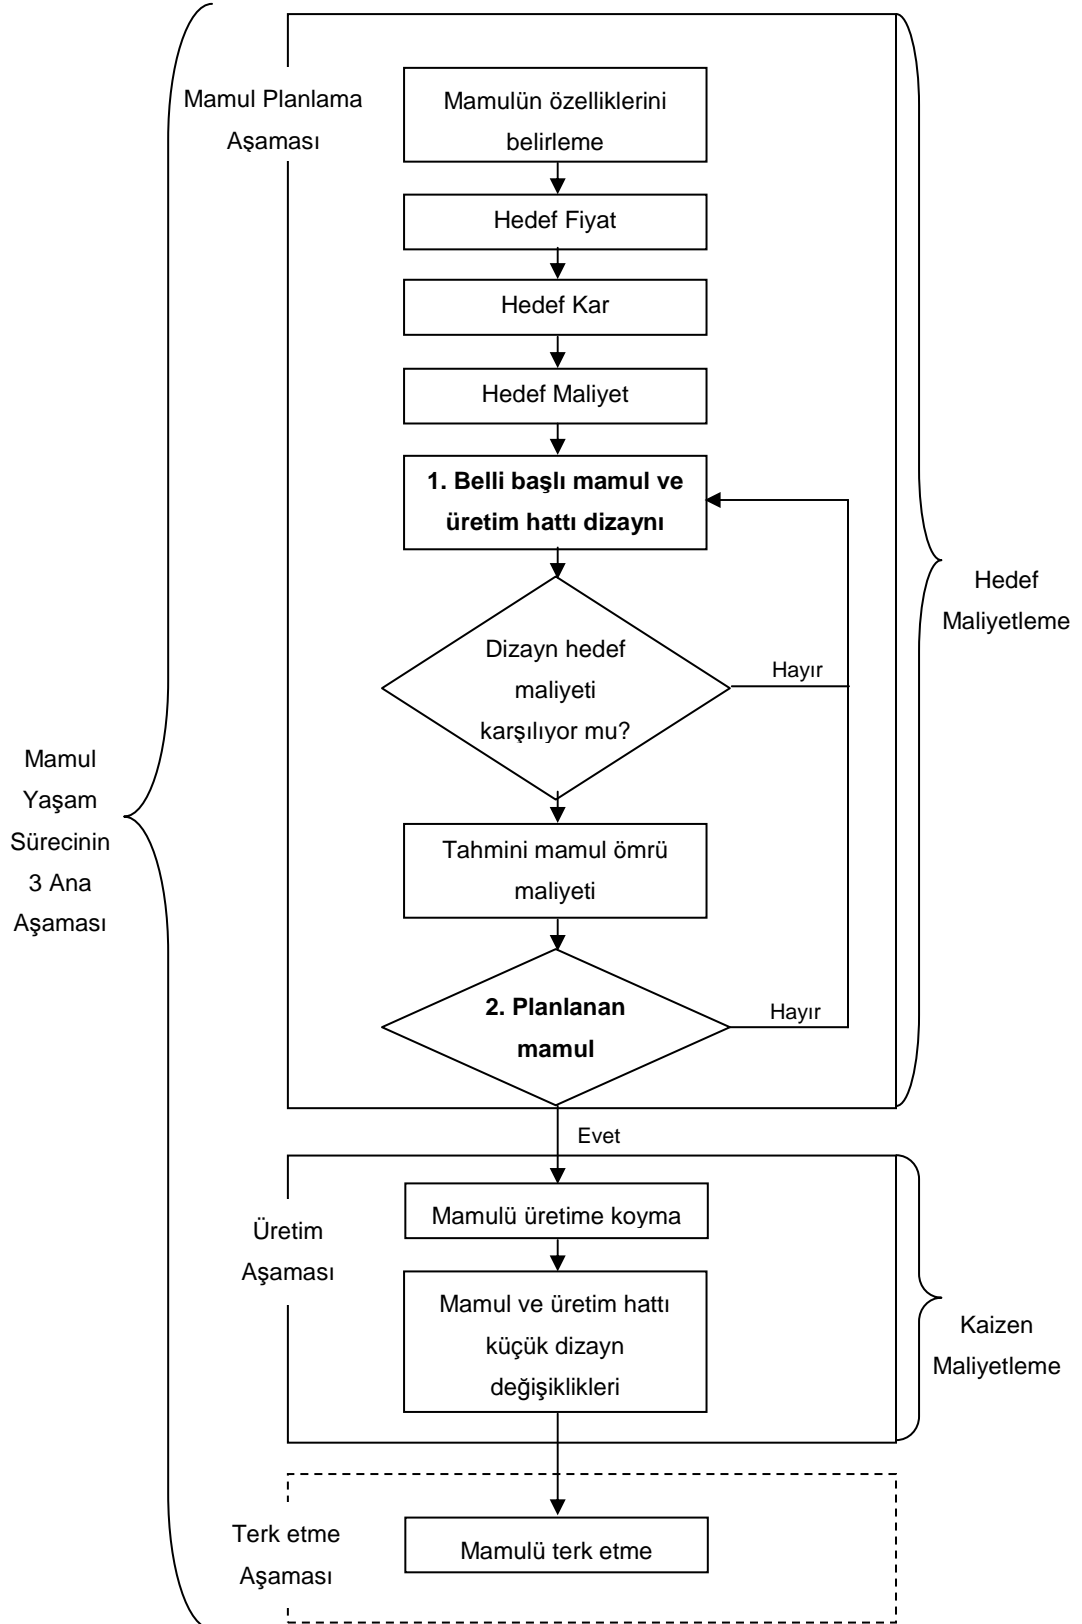 Mamul Planlama
Aşaması
Mamulün özelliklerini
belirleme
Hedef Fiyat
Hedef Kar
Hedef Maliyet
1. Belli başlı mamul ve
üretim hattı dizaynı
Dizayn hedef
maliyeti
karşılıyor mu?
Hayır
Hedef
Maliyetleme
Mamul
Yaşam
Sürecinin
3 Ana
Aşaması
Tahmini mamul ömrü
maliyeti
2. Planlanan
mamul
Hayır
Evet
Üretim
Aşaması
Mamulü üretime koyma
Mamul ve üretim hattı
küçük dizayn
değişiklikleri
Kaizen
Maliyetleme
Terk etme
Aşaması
Mamulü terk etme